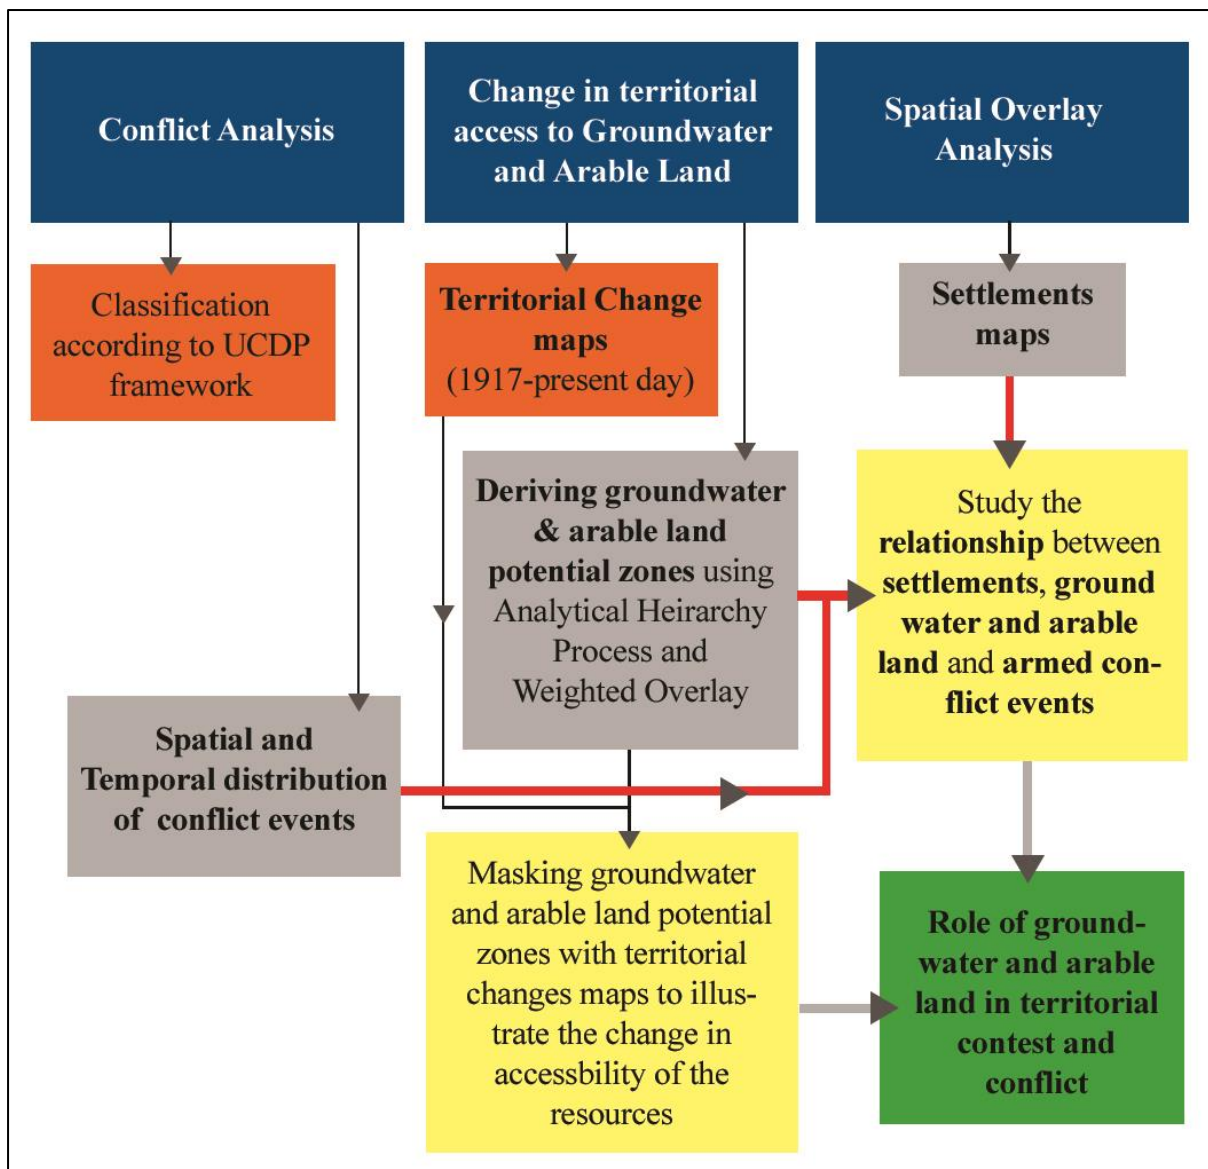 Conflict Analysis
Change in territorial
access to Groundwater
and Arable Land
Spatial Overlay
Analysis
Classification
according to UCDP
framework
Territorial Change
maps
(1917-present day)
Settlements
maps
Deriving groundwater
& arable land
potential zones using
Analytical Heirarchy
Process and
Weighted Overlay
Study the
relationship between
settlements, ground
water and arable
land and armed con-
flict events
Spatial and
Temporal distribution
of conflict events
Masking groundwater
and arable land potential
zones with territorial
changes maps to illus-
trate the change in
accessbility of the
resources
Role of ground-
water and arable
land in territorial
contest and
conflict